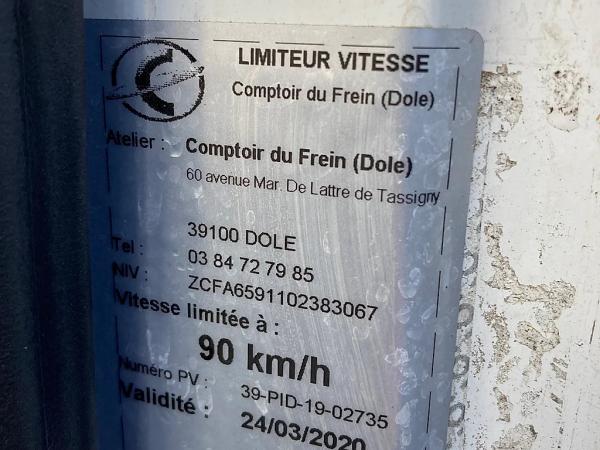 LIMITEUR VITESSE
Comptoir du Frein (Dole)
Atelier : Comptoir du Frein (Dole)
60 avenue Mar. De Lattre de Tassigny
39100 DOLE
Tel : 03 84 72 79 85
NIV : ZCFA6591102383067
Vitesse limitée à :
90 km/h
Numéro PV : 39-PID-19-02735
Validité : 24/03/2020